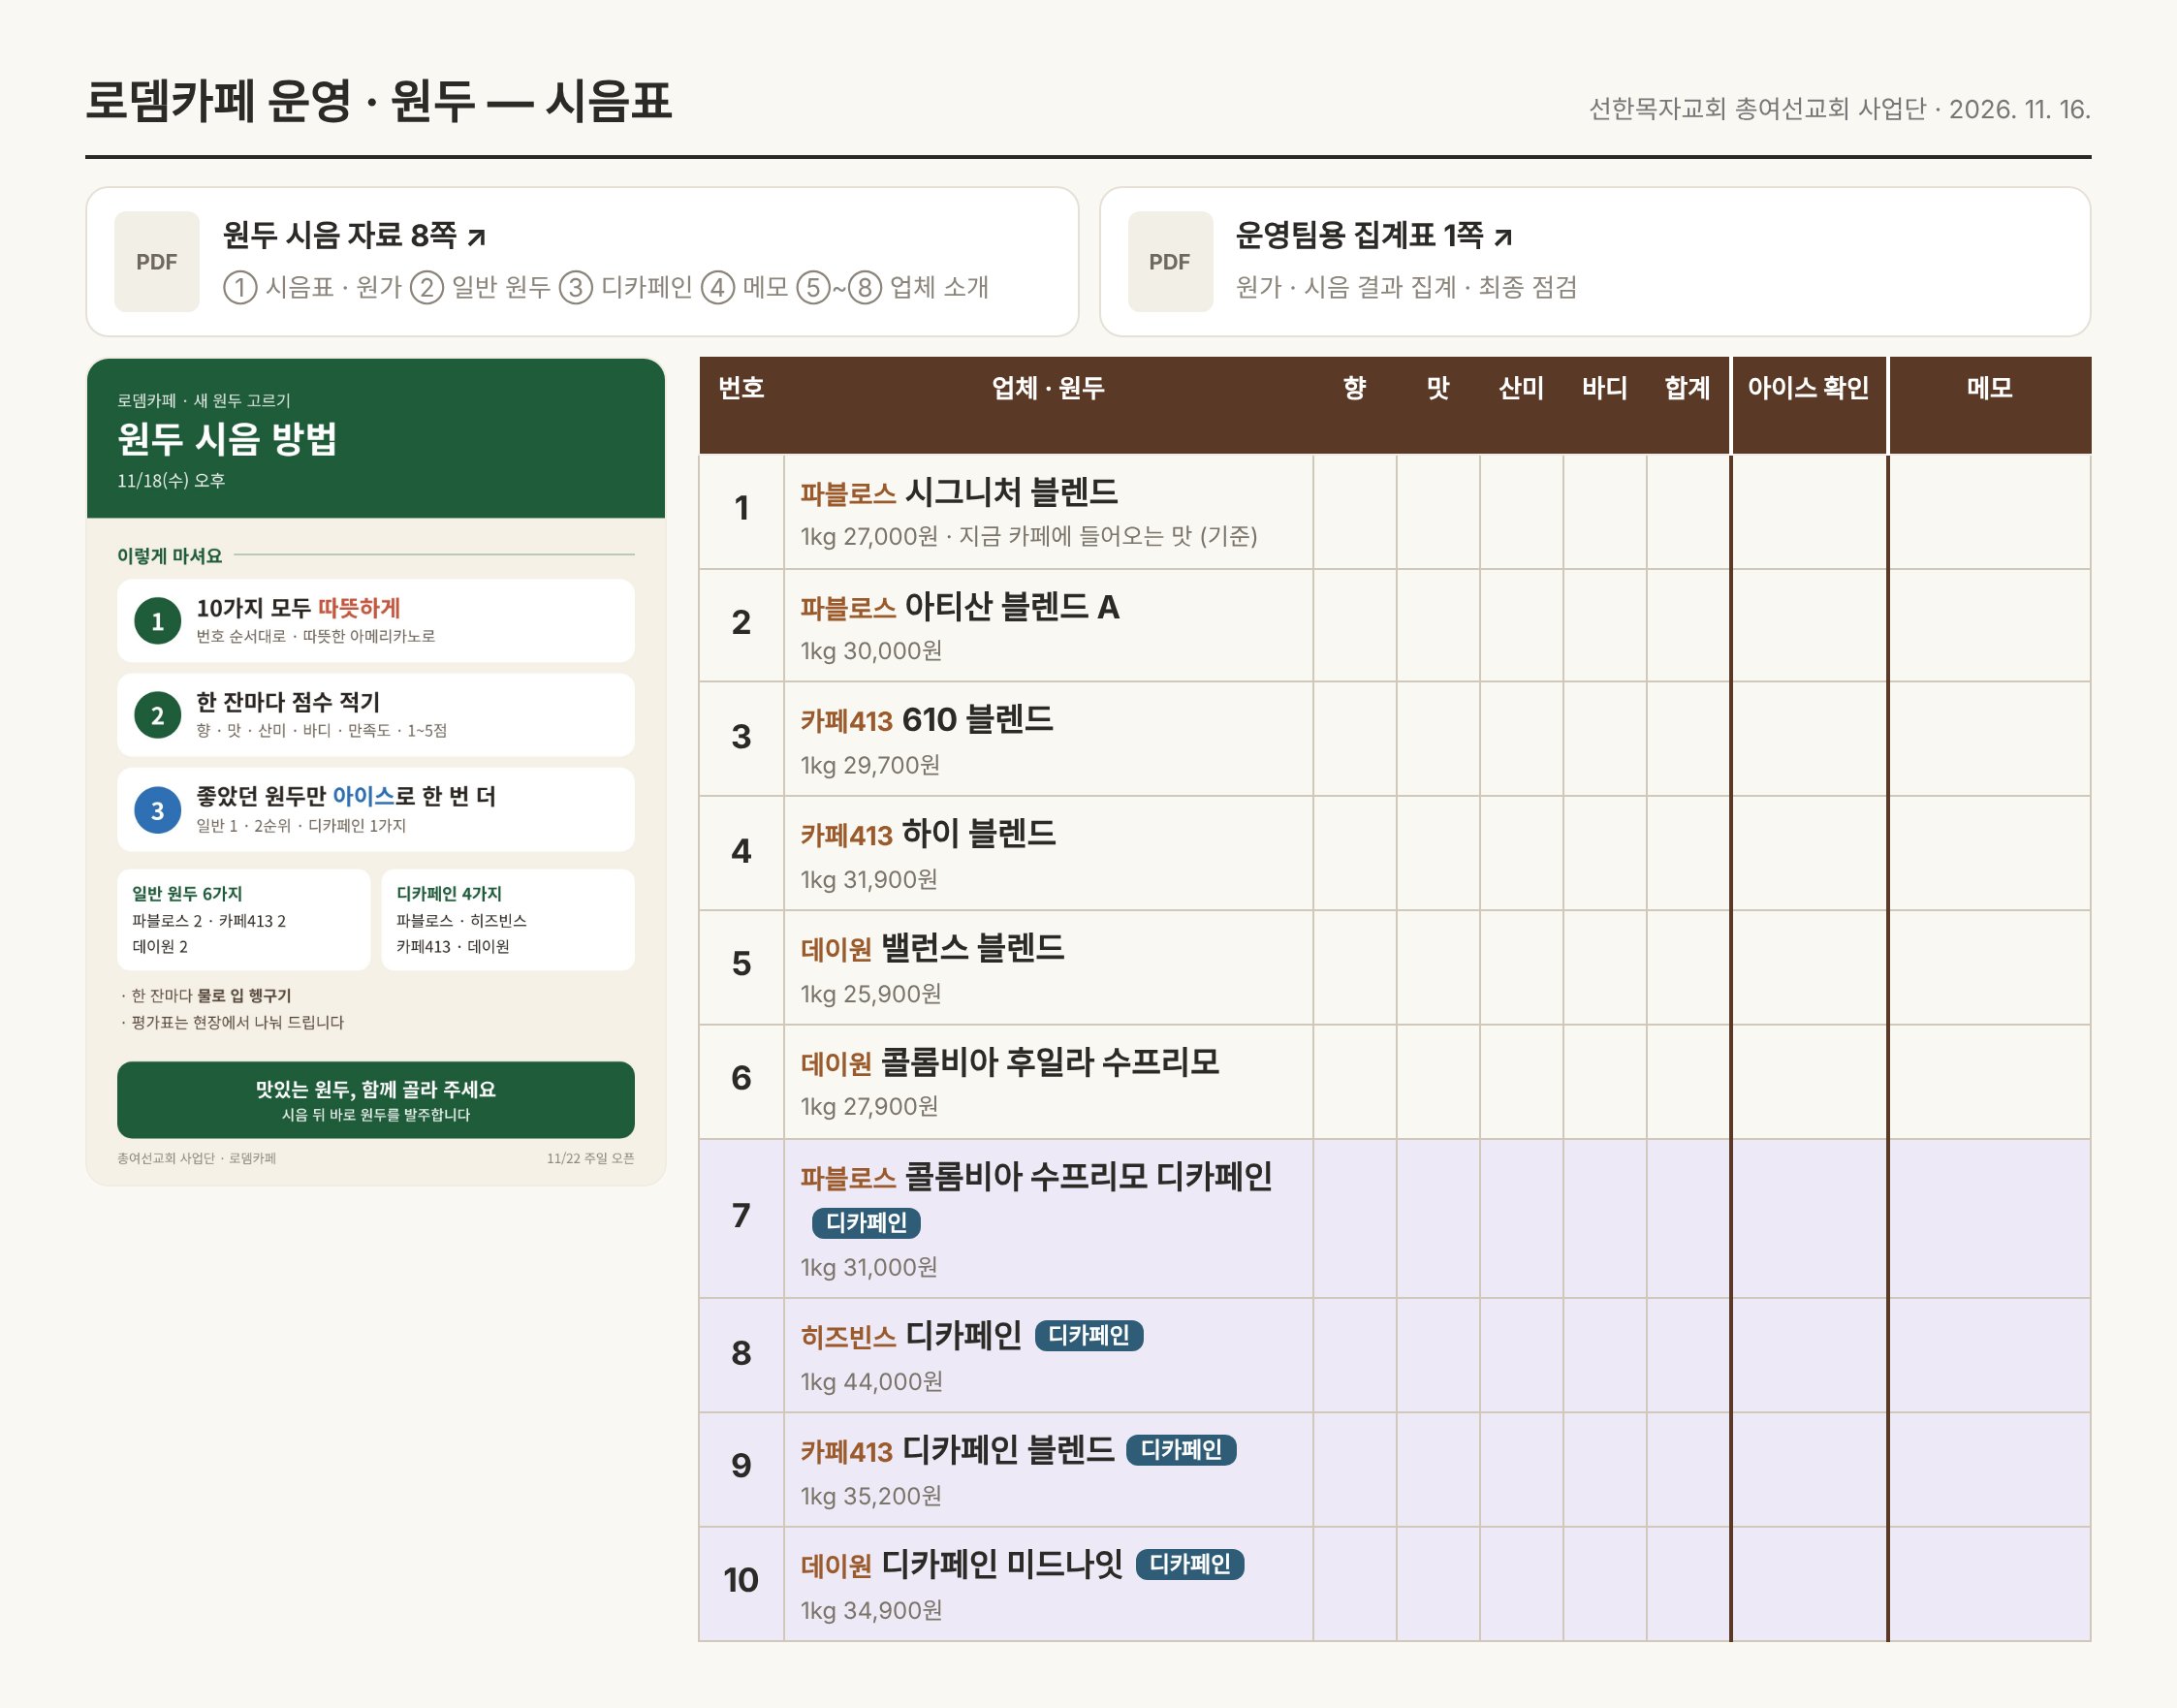 로뎀카페 운영 · 원두 — 시음표
선한목자교회 총여선교회 사업단 · 2026. 11. 16.
PDF
원두 시음 자료 8쪽 ↗
① 시음표 · 원가 ② 일반 원두 ③ 디카페인 ④ 메모 ⑤~⑧ 업체 소개
PDF
운영팀용 집계표 1쪽 ↗
원가 · 시음 결과 집계 · 최종 점검
로뎀카페 · 새 원두 고르기
원두 시음 방법
11/18(수) 오후
이렇게 마셔요
1
10가지 모두 따뜻하게
번호 순서대로 · 따뜻한 아메리카노로
2
한 잔마다 점수 적기
향 · 맛 · 산미 · 바디 · 만족도 · 1~5점
3
좋았던 원두만 아이스로 한 번 더
일반 1 · 2순위 · 디카페인 1가지
일반 원두 6가지
파블로스 2 · 카페413 2
데이원 2
디카페인 4가지
파블로스 · 히즈빈스
카페413 · 데이원
· 한 잔마다 물로 입 헹구기
· 평가표는 현장에서 나눠 드립니다
맛있는 원두, 함께 골라 주세요
시음 뒤 바로 원두를 발주합니다
총여선교회 사업단 · 로뎀카페
11/22 주일 오픈
번호 업체 · 원두 향 맛 산미 바디 합계 아이스 확인 메모
1
파블로스 시그니처 블렌드
1kg 27,000원 · 지금 카페에 들어오는 맛 (기준)
2
파블로스 아티산 블렌드 A
1kg 30,000원
3
카페413 610 블렌드
1kg 29,700원
4
카페413 하이 블렌드
1kg 31,900원
5
데이원 밸런스 블렌드
1kg 25,900원
6
데이원 콜롬비아 후일라 수프리모
1kg 27,900원
7
파블로스 콜롬비아 수프리모 디카페인
디카페인
1kg 31,000원
8
히즈빈스 디카페인 디카페인
1kg 44,000원
9
카페413 디카페인 블렌드 디카페인
1kg 35,200원
10
데이원 디카페인 미드나잇 디카페인
1kg 34,900원